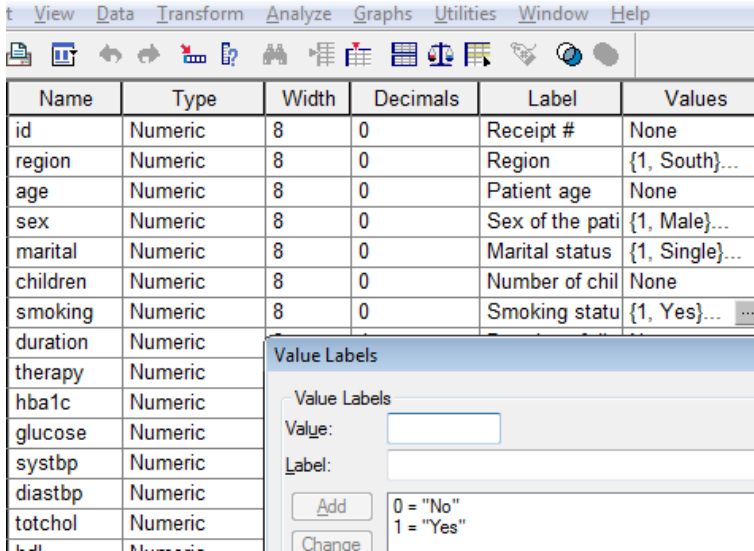 t View Data Transform Analyze Graphs Utilities Window Help
Name Type Width Decimals Label Values
id Numeric 8 0 Receipt # None
region Numeric 8 0 Region {1, South}...
age Numeric 8 0 Patient age None
sex Numeric 8 0 Sex of the pati {1, Male}...
marital Numeric 8 0 Marital status {1, Single}...
children Numeric 8 0 Number of chil None
smoking Numeric 8 0 Smoking statu {1, Yes}... ...
duration Numeric
Value Labels
therapy Numeric
hba1c Numeric Value Labels
glucose Numeric Value:
systbp Numeric Label:
diastbp Numeric
Add 0 = "No"
totchol Numeric 1 = "Yes"
Change